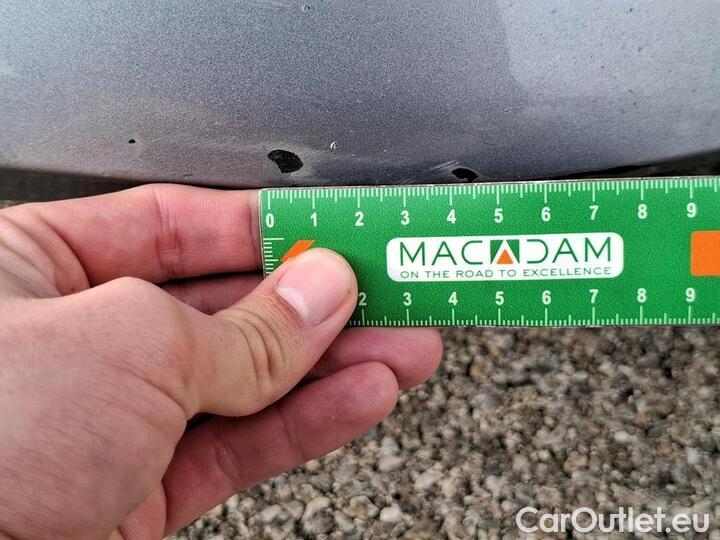 0 1 2 3 4 5 6 7 8 9
MACADAM
ON THE ROAD TO EXCELLENCE
2 3 4 5 6 7 8 9
CarOutlet.eu